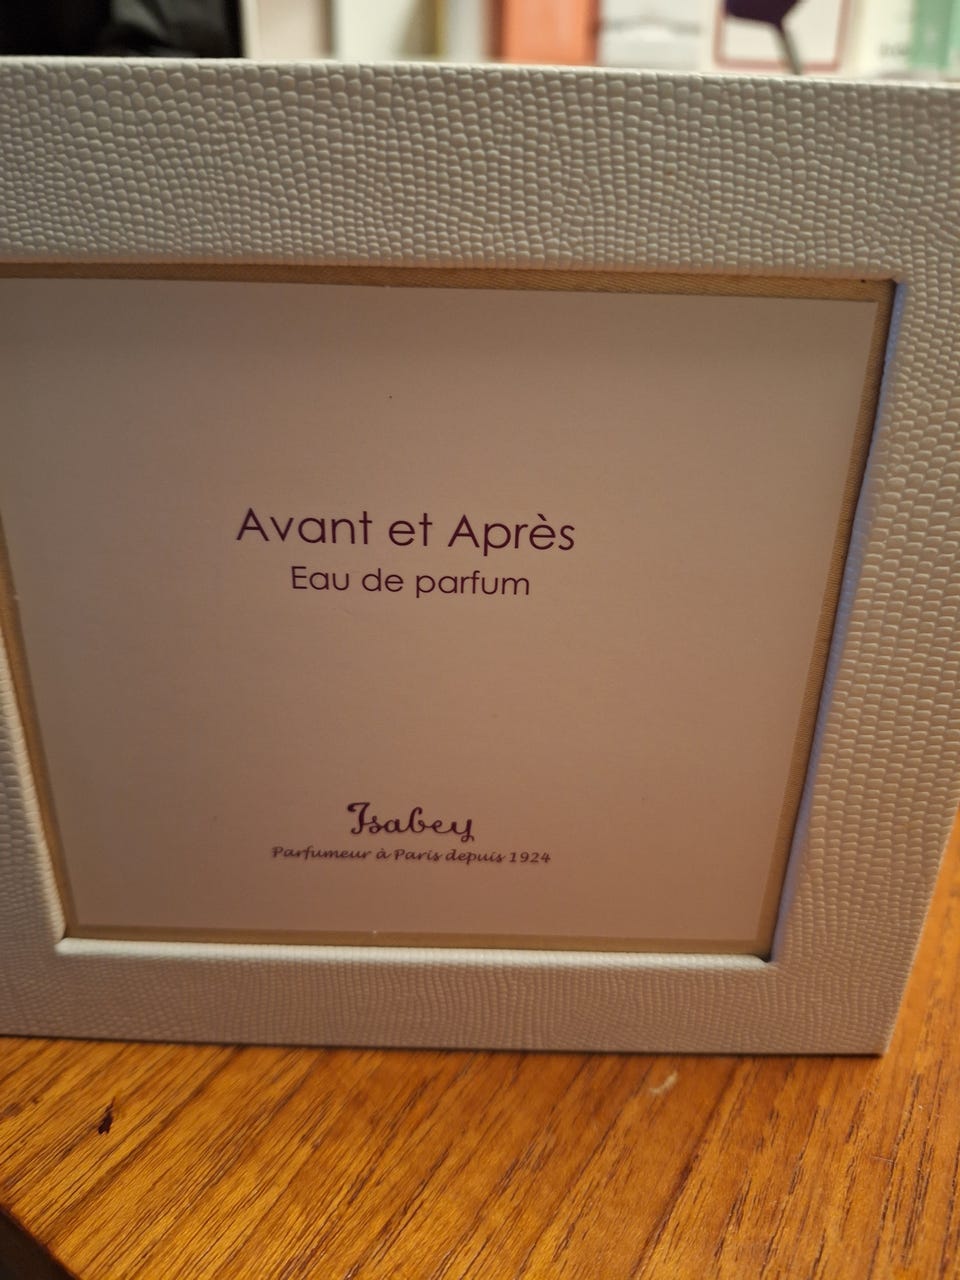 Avant et Après
Eau de parfum
Isabey
Parfumeur à Paris depuis 1924